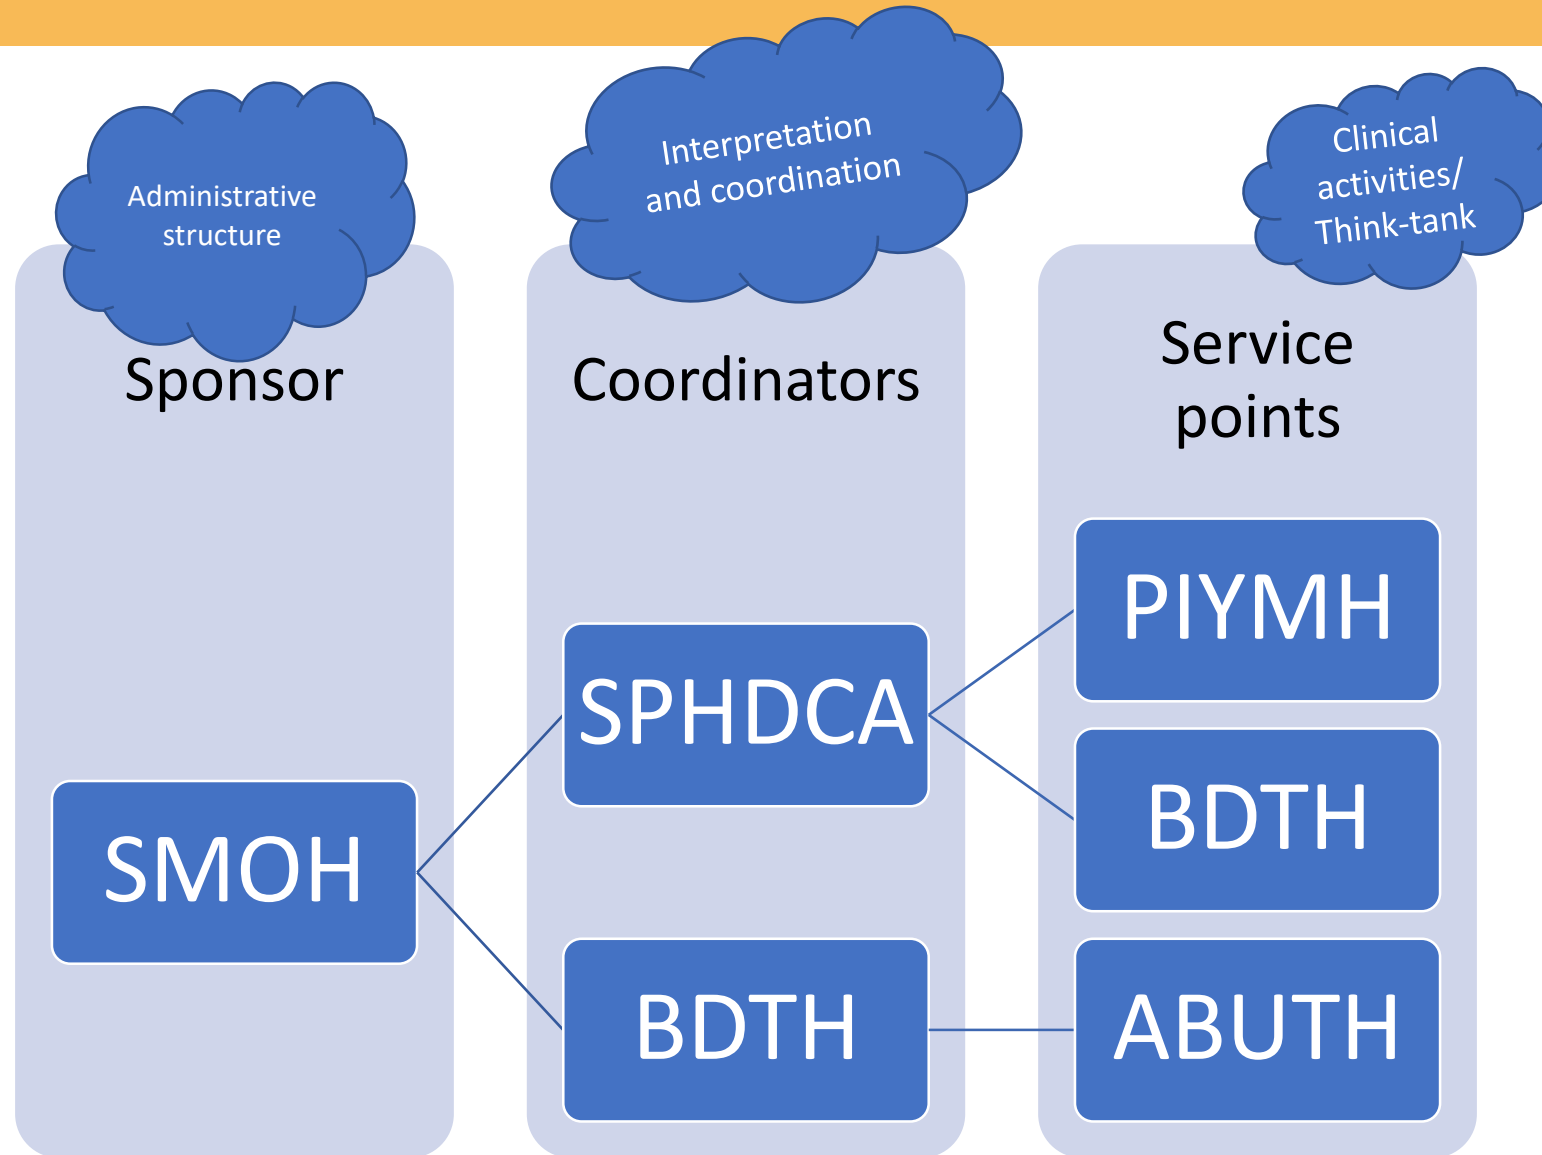 Administrative
structure
Interpretation
and coordination
Clinical
activities/
Think-tank
Sponsor
Coordinators
Service
points
SMOH
SPHDCA
BDTH
PIYMH
BDTH
ABUTH